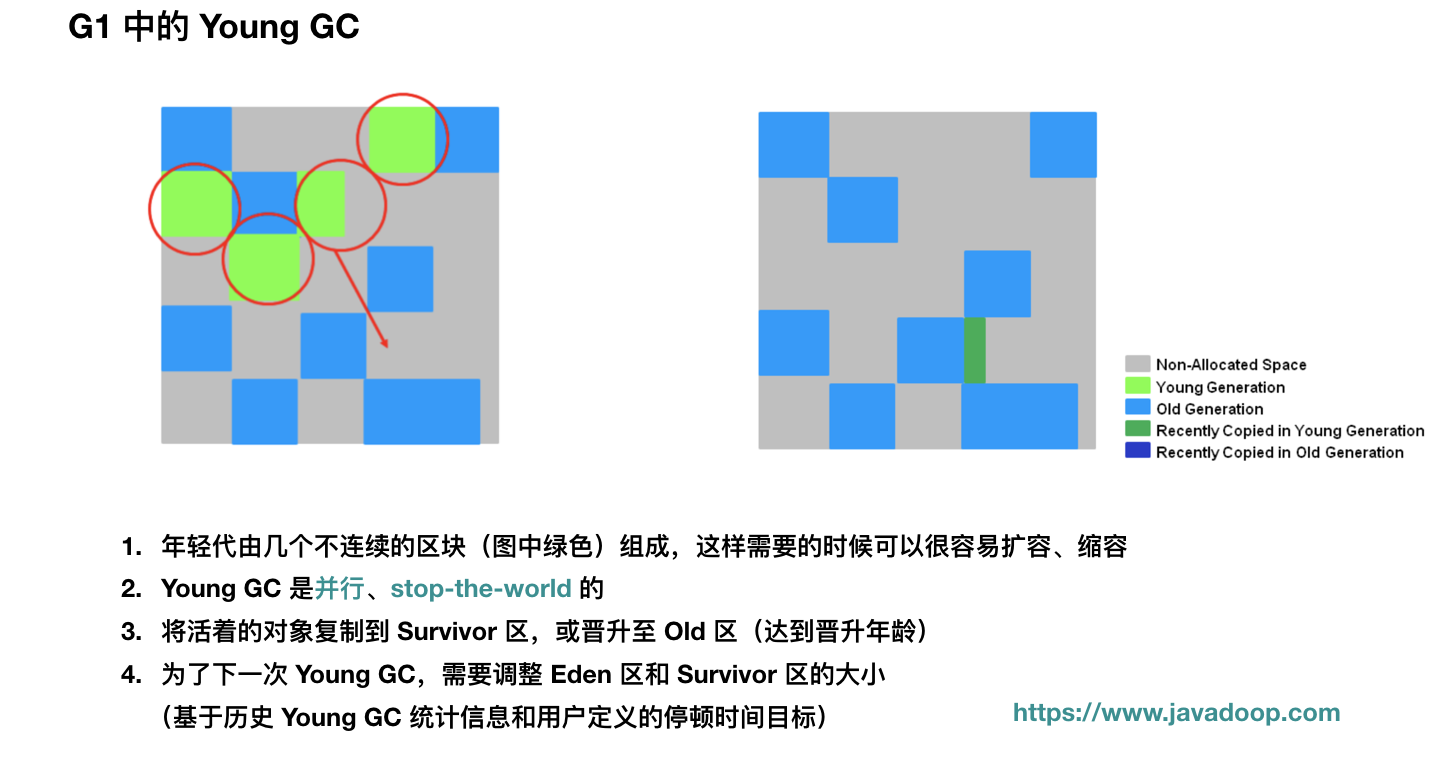 G1 中的 Young GC
Non-Allocated Space
Young Generation
Old Generation
Recently Copied in Young Generation
Recently Copied in Old Generation
1. 年轻代由几个不连续的区块（图中绿色）组成，这样需要的时候可以很容易扩容、缩容
2. Young GC 是并行、stop-the-world 的
3. 将活着的对象复制到 Survivor 区，或晋升至 Old 区（达到晋升年龄）
4. 为了下一次 Young GC，需要调整 Eden 区和 Survivor 区的大小
（基于历史 Young GC 统计信息和用户定义的停顿时间目标）
https://www.javadoop.com